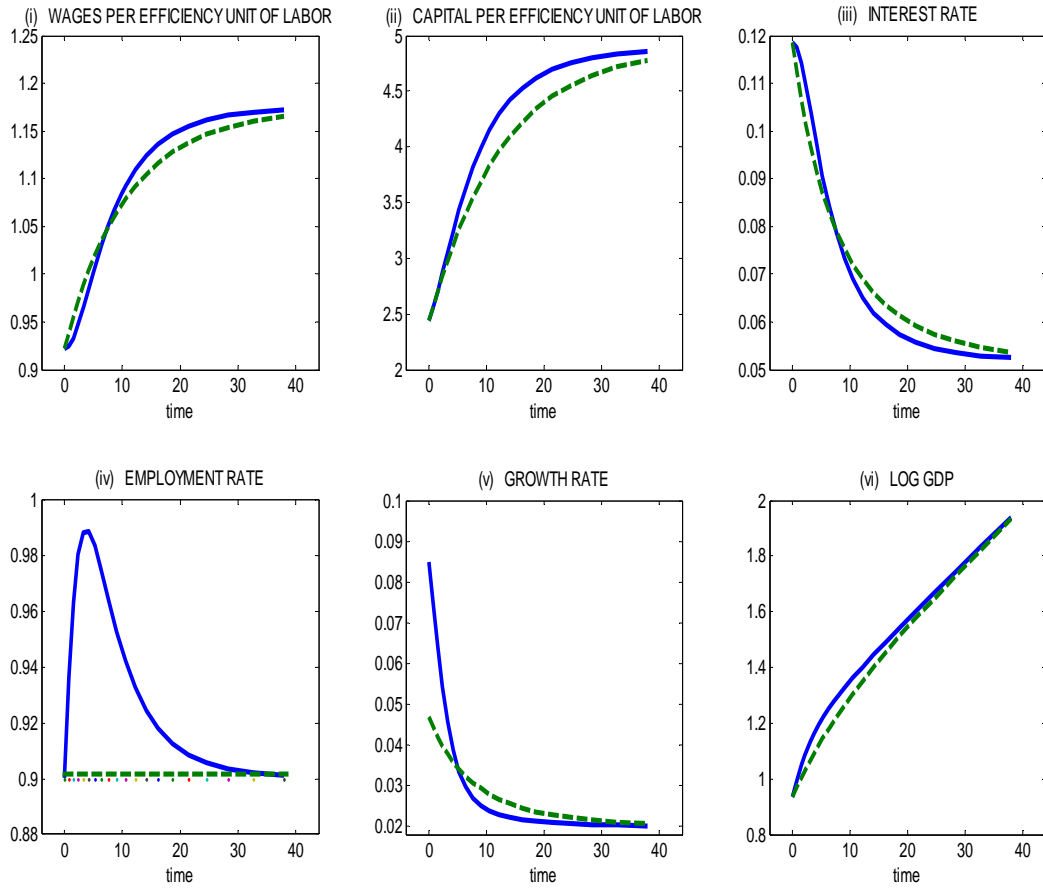 (i) WAGES PER EFFICIENCY UNIT OF LABOR
1.25
1.2
1.15
1.1
1.05
1
0.95
0.9
0 10 20 30 40
time
(ii) CAPITAL PER EFFICIENCY UNIT OF LABOR
5
4.5
4
3.5
3
2.5
2
0 10 20 30 40
time
(iii) INTEREST RATE
0.12
0.11
0.1
0.09
0.08
0.07
0.06
0.05
0 10 20 30 40
time
(iv) EMPLOYMENT RATE
1
0.98
0.96
0.94
0.92
0.9
0.88
0 10 20 30 40
time
(v) GROWTH RATE
0.1
0.09
0.08
0.07
0.06
0.05
0.04
0.03
0.02
0 10 20 30 40
time
(vi) LOG GDP
2
1.8
1.6
1.4
1.2
1
0.8
0 10 20 30 40
time